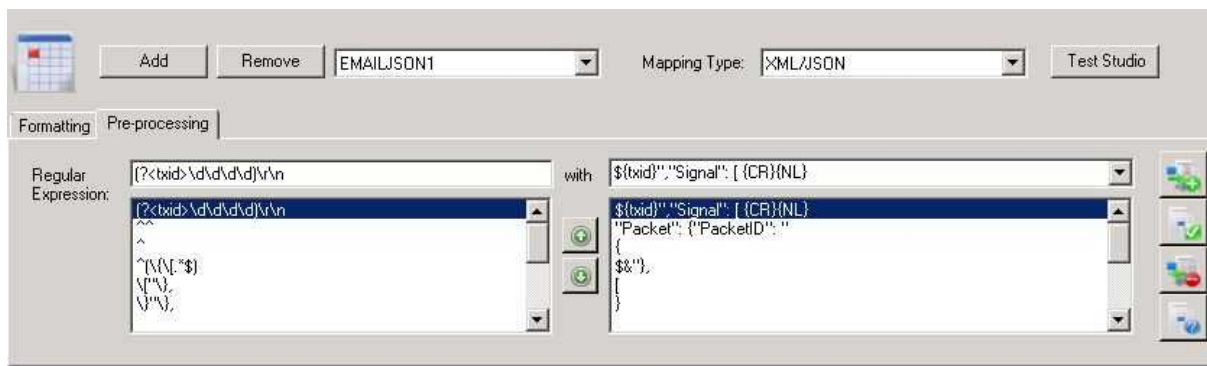 Add Remove EMAILJSON1 Mapping Type: XML/JSON Test Studio
Formatting Pre-processing
Regular Expression:
(?<txid>\d\d\d\d)\r\n with ${txid}","Signal": [ {CR}{NL}
(?<txid>\d\d\d\d)\r\n
^^
^
^(\{\[.*$)
\["\},
\}"\},
${txid}","Signal": [ {CR}{NL}
"Packet": {"PacketID": "
{
$&"},
[
}